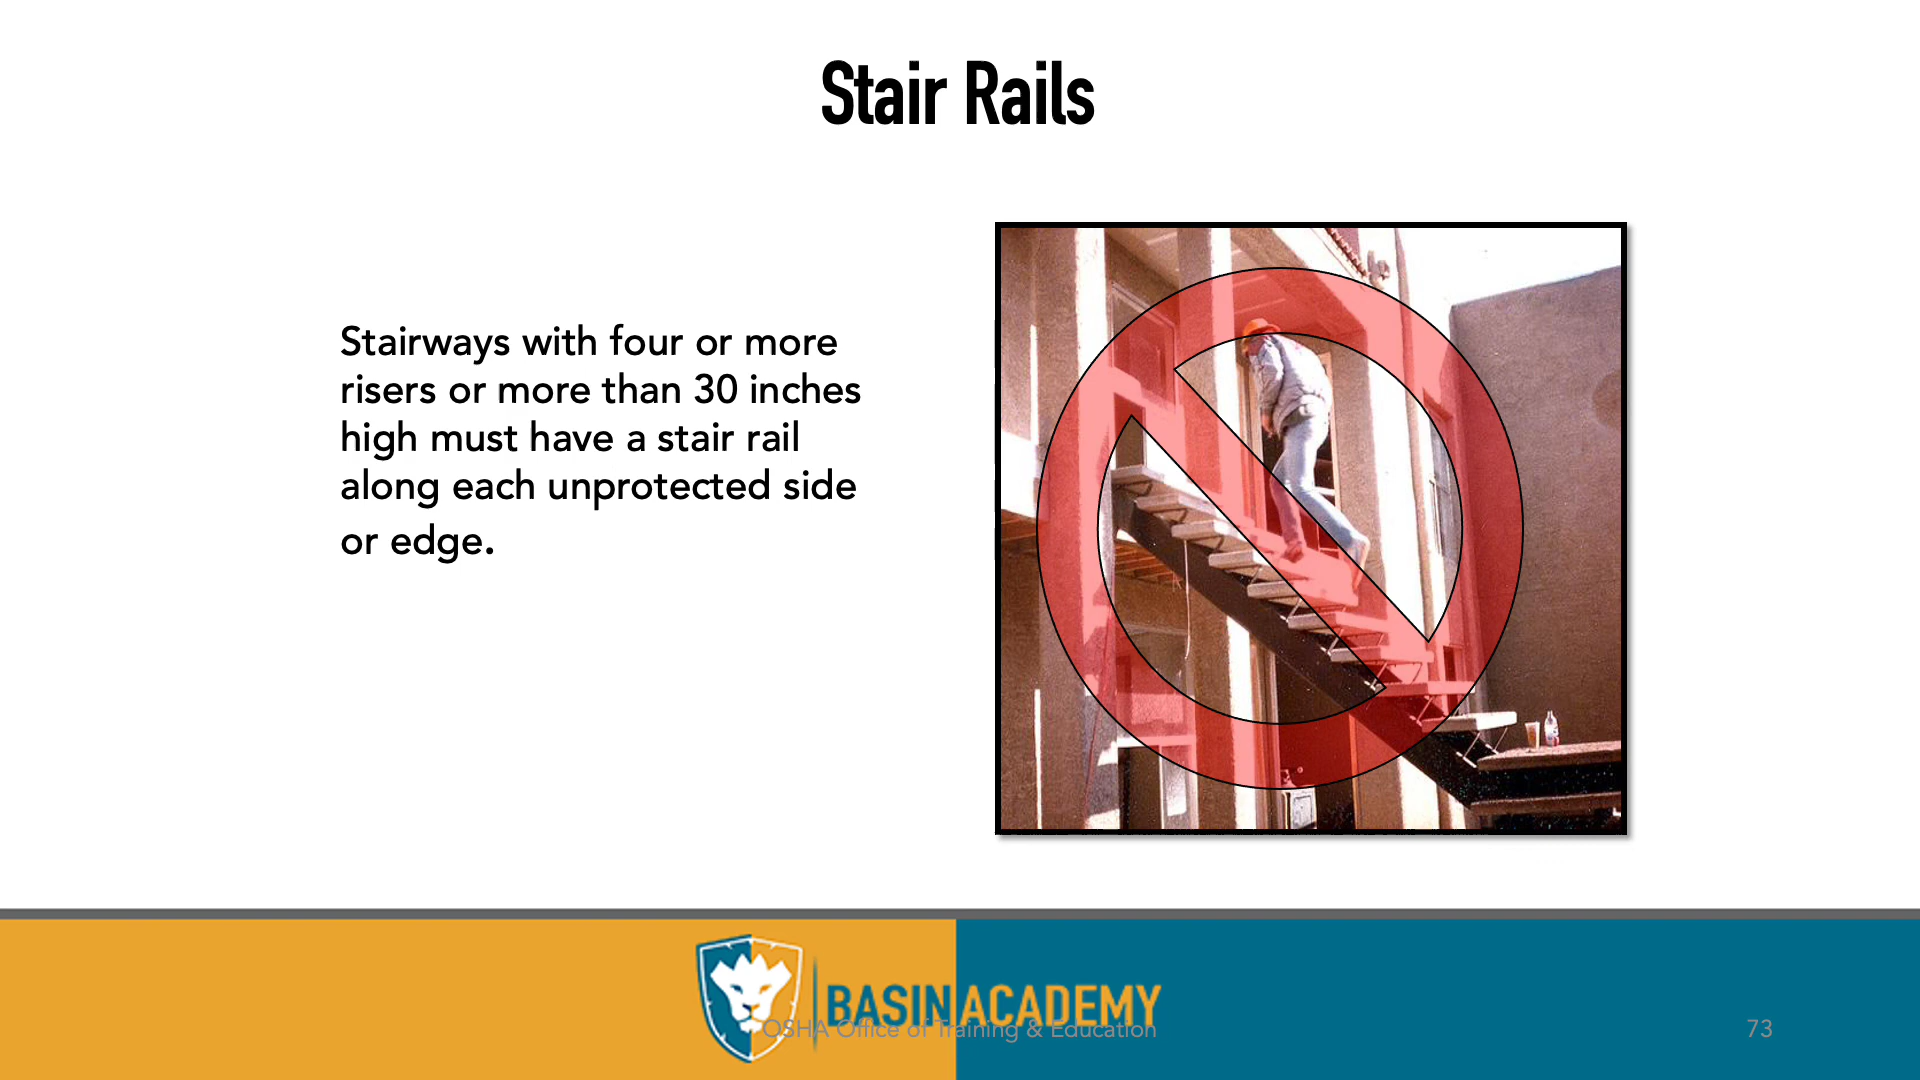 Stair Rails
Stairways with four or more
risers or more than 30 inches
high must have a stair rail
along each unprotected side
or edge.
BASIN ACADEMY
OSHA Office of Training & Education
73